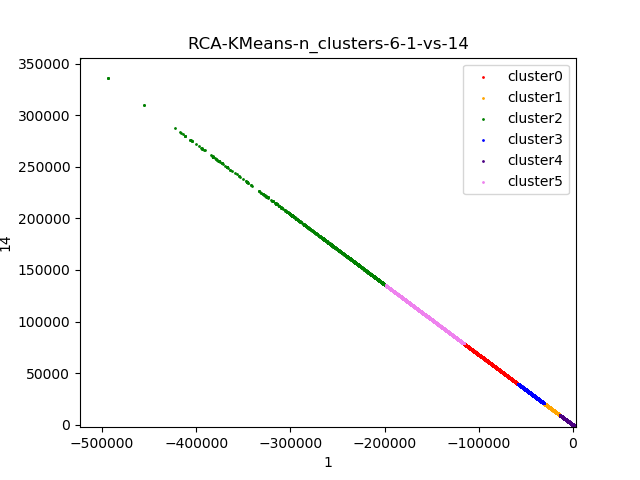 RCA-KMeans-n_clusters-6-1-vs-14
350000
300000
250000
200000
150000
100000
50000
0
14
cluster0
cluster1
cluster2
cluster3
cluster4
cluster5
−500000 −400000 −300000 −200000 −100000 0
1